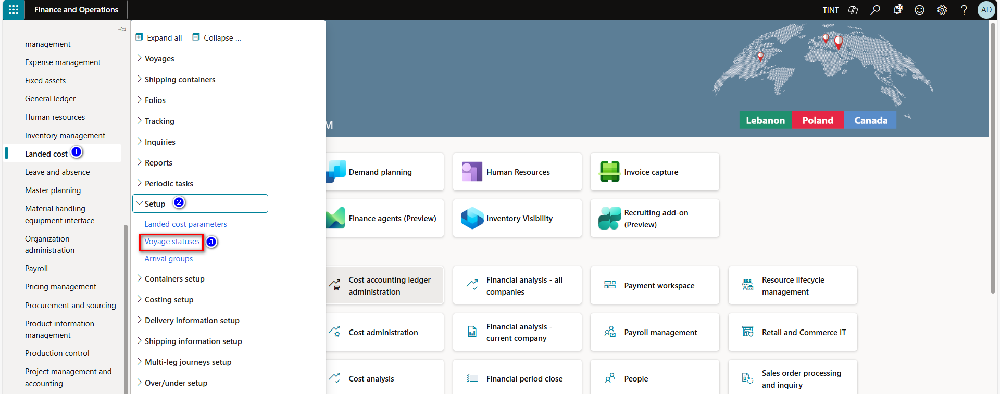 Finance and Operations
TINT
29
AD
management
Expense management
Fixed assets
General ledger
Human resources
Inventory management
Landed cost 1
Leave and absence
Master planning
Material handling
equipment interface
Organization
administration
Payroll
Pricing management
Procurement and sourcing
Product information
management
Production control
Project management and
accounting
Expand all Collapse ...
Voyages
Shipping containers
Folios
Tracking
Inquiries
Reports
Periodic tasks
Setup 2
Landed cost parameters
Voyage statuses 3
Arrival groups
Containers setup
Costing setup
Delivery information setup
Shipping information setup
Multi-leg journeys setup
Over/under setup
M
Lebanon Poland Canada
Demand planning
Human Resources
Invoice capture
Finance agents (Preview)
Inventory Visibility
Recruiting add-on
(Preview)
Cost accounting ledger
administration
Financial analysis - all
companies
Payment workspace
Resource lifecycle
management
Cost administration
Financial analysis -
current company
Payroll management
Retail and Commerce IT
Cost analysis
Financial period close
People
Sales order processing
and inquiry